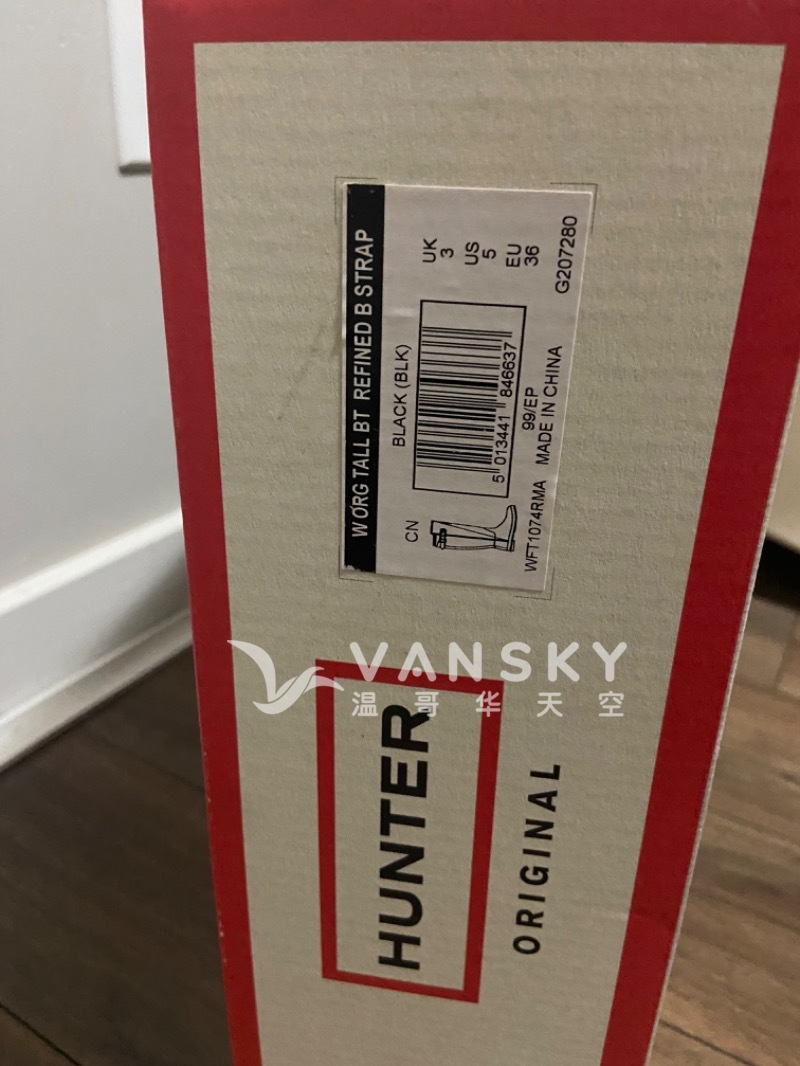 W ORG TALL BT REFINED B STRAP
CN
BLACK (BLK)
UK
3
US
5
EU
36
5 013441 846637
99/EP
WFT1074RMA MADE IN CHINA
G207280
VANSKY
温哥华天空
HUNTER
ORIGINAL